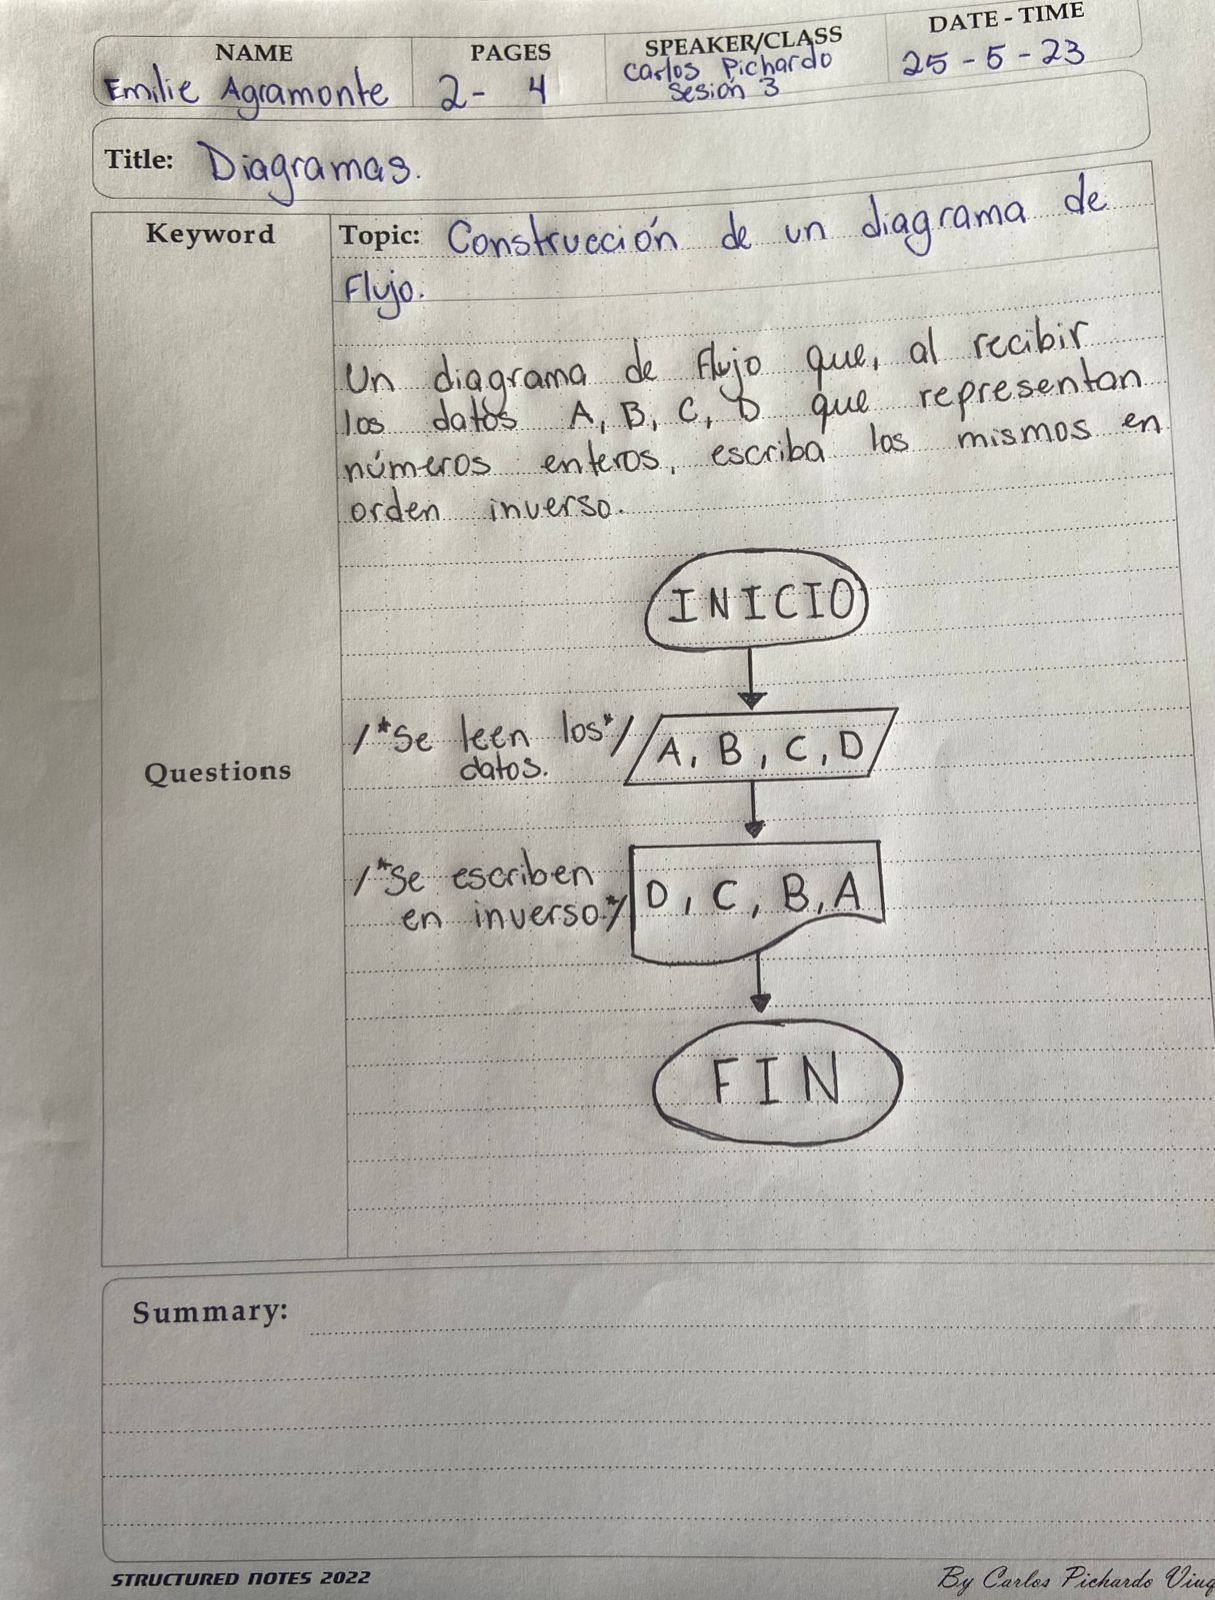 NAME
Emilie Agramonte
PAGES
2- 4
SPEAKER/CLASS
Carlos Pichardo
Sesión 3
DATE - TIME
25 - 5 - 23
Title: Diagramas.
Keyword
Topic: Construcción de un diagrama de
Flujo.
Un diagrama de Flujo que, al recibir
los datos A, B, C, D que representan
números enteros, escriba los mismos en
orden inverso.
INICIO
/*Se leen los*/
datos.
A, B, C, D
Questions
/*Se escriben
en inverso.*/
D, C, B, A
FIN
Summary:
STRUCTURED NOTES 2022
By Carlos Pichardo